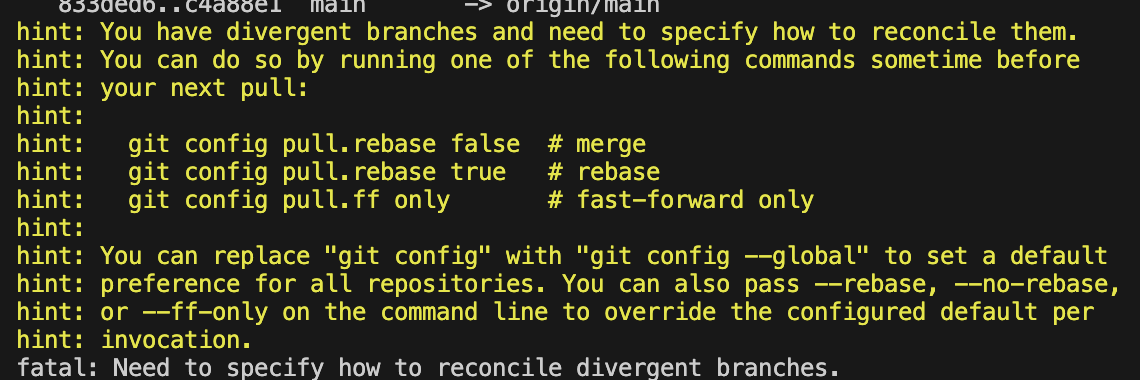 833ded6..c4a88e1  main       -> origin/main
hint: You have divergent branches and need to specify how to reconcile them.
hint: You can do so by running one of the following commands sometime before
hint: your next pull:
hint:
hint:   git config pull.rebase false  # merge
hint:   git config pull.rebase true   # rebase
hint:   git config pull.ff only       # fast-forward only
hint:
hint: You can replace "git config" with "git config --global" to set a default
hint: preference for all repositories. You can also pass --rebase, --no-rebase,
hint: or --ff-only on the command line to override the configured default per
hint: invocation.
fatal: Need to specify how to reconcile divergent branches.